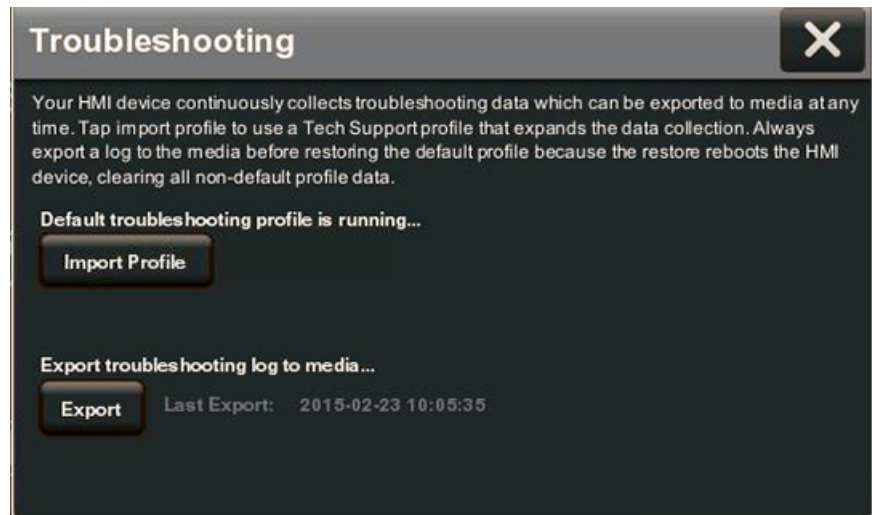 Troubleshooting
Your HMI device continuously collects troubleshooting data which can be exported to media at any
time. Tap import profile to use a Tech Support profile that expands the data collection. Always
export a log to the media before restoring the default profile because the restore reboots the HMI
device, clearing all non-default profile data.
Default troubleshooting profile is running...
Import Profile
Export troubleshooting log to media...
Export Last Export: 2015-02-23 10:05:35